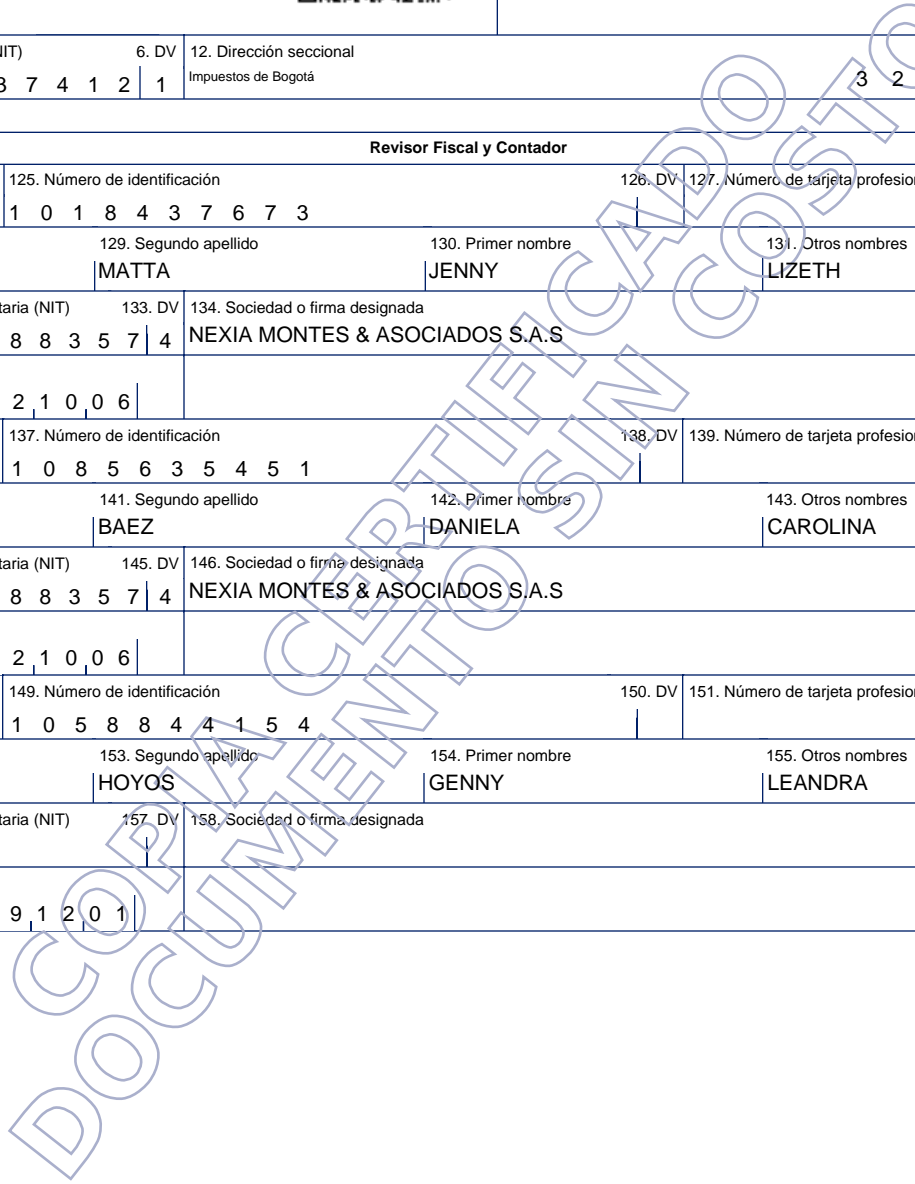 6. DV 12. Dirección seccional
7 4 1 2 1 Impuestos de Bogotá 3 2
Revisor Fiscal y Contador
125. Número de identificación 126. DV 127. Número de tarjeta
1 0 1 8 4 3 7 6 7 3
129. Segundo apellido 130. Primer nombre 131. Otros nombres
MATTA JENNY LIZETH
(NIT) 133. DV 134. Sociedad o firma designada
8 8 3 5 7 4 NEXIA MONTES & ASOCIADOS S.A.S
2 1 0 0 6
137. Número de identificación 138. DV 139. Número de tarjeta
1 0 8 5 6 3 5 4 5 1
141. Segundo apellido 142. Primer nombre 143. Otros nombres
BAEZ DANIELA CAROLINA
(NIT) 145. DV 146. Sociedad o firma designada
8 8 3 5 7 4 NEXIA MONTES & ASOCIADOS S.A.S
2 1 0 0 6
149. Número de identificación 150. DV 151. Número de tarjeta
1 0 5 8 8 4 4 1 5 4
153. Segundo apellido 154. Primer nombre 155. Otros nombres
HOYOS GENNY LEANDRA
(NIT) 157. DV 158. Sociedad o firma designada
9 1 2 0 1
COPIA CERTIFICADO
DOCUMENTO SIN COSTO